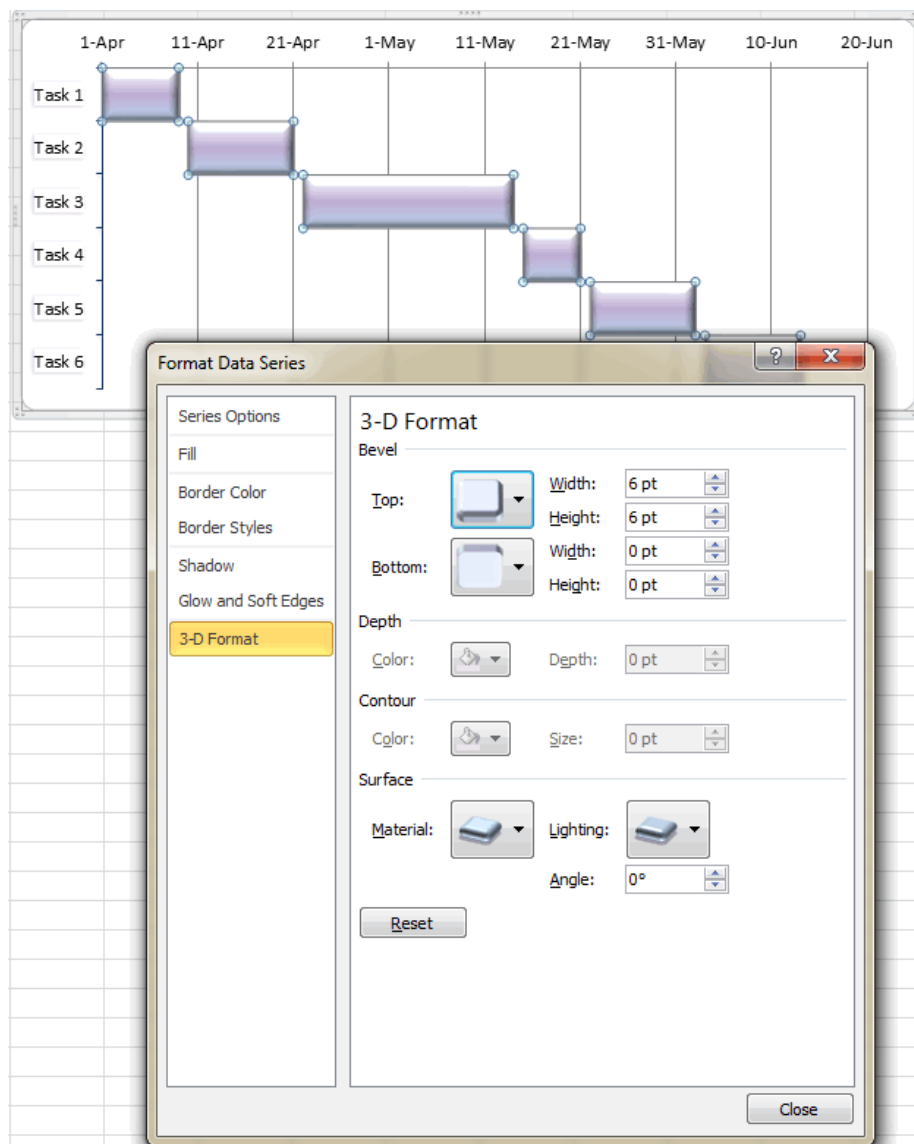 1-Apr 11-Apr 21-Apr 1-May 11-May 21-May 31-May 10-Jun 20-Jun
Task 1
Task 2
Task 3
Task 4
Task 5
Task 6
Format Data Series
?
Series Options
Fill
Border Color
Border Styles
Shadow
Glow and Soft Edges
3-D Format
3-D Format
Bevel
Top:
Width: 6 pt
Height: 6 pt
Bottom:
Width: 0 pt
Height: 0 pt
Depth
Color: Depth: 0 pt
Contour
Color: Size: 0 pt
Surface
Material: Lighting:
Angle: 0°
Reset
Close